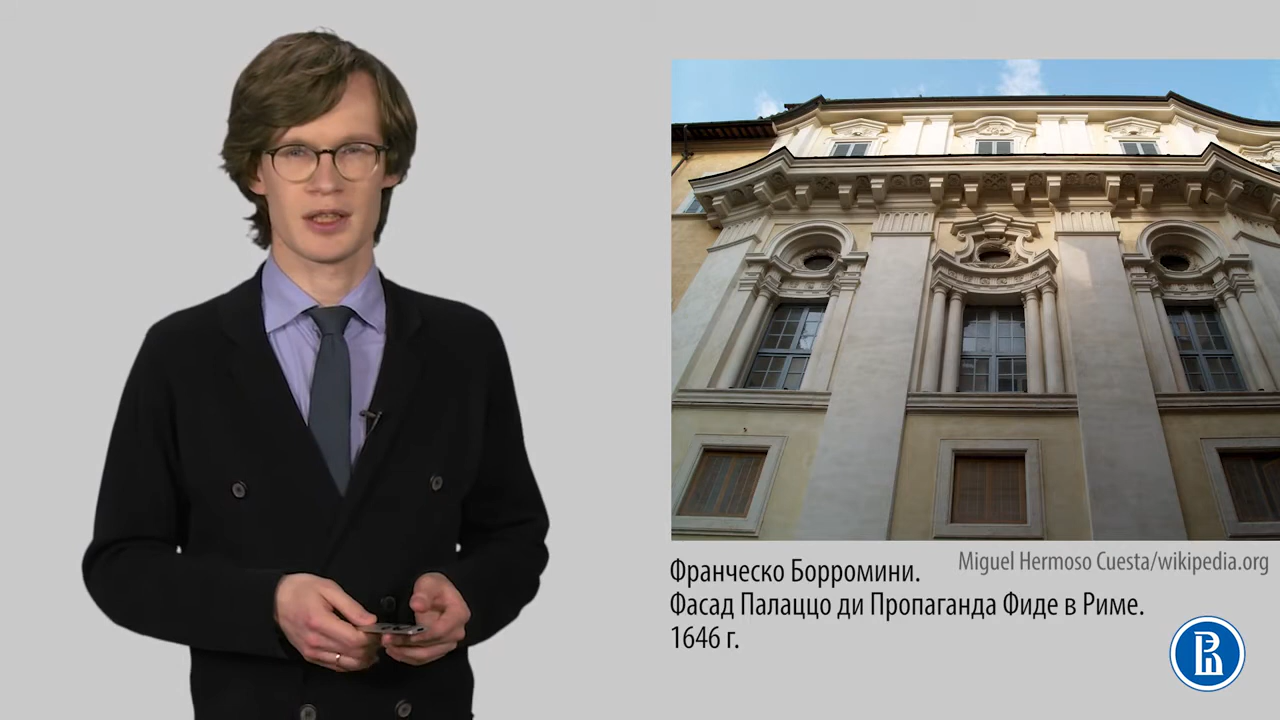 Франческо Борромини.
Miguel Hermoso Cuesta/wikipedia.org
Фасад Палаццо ди Пропаганда Фиде в Риме.
1646 г.